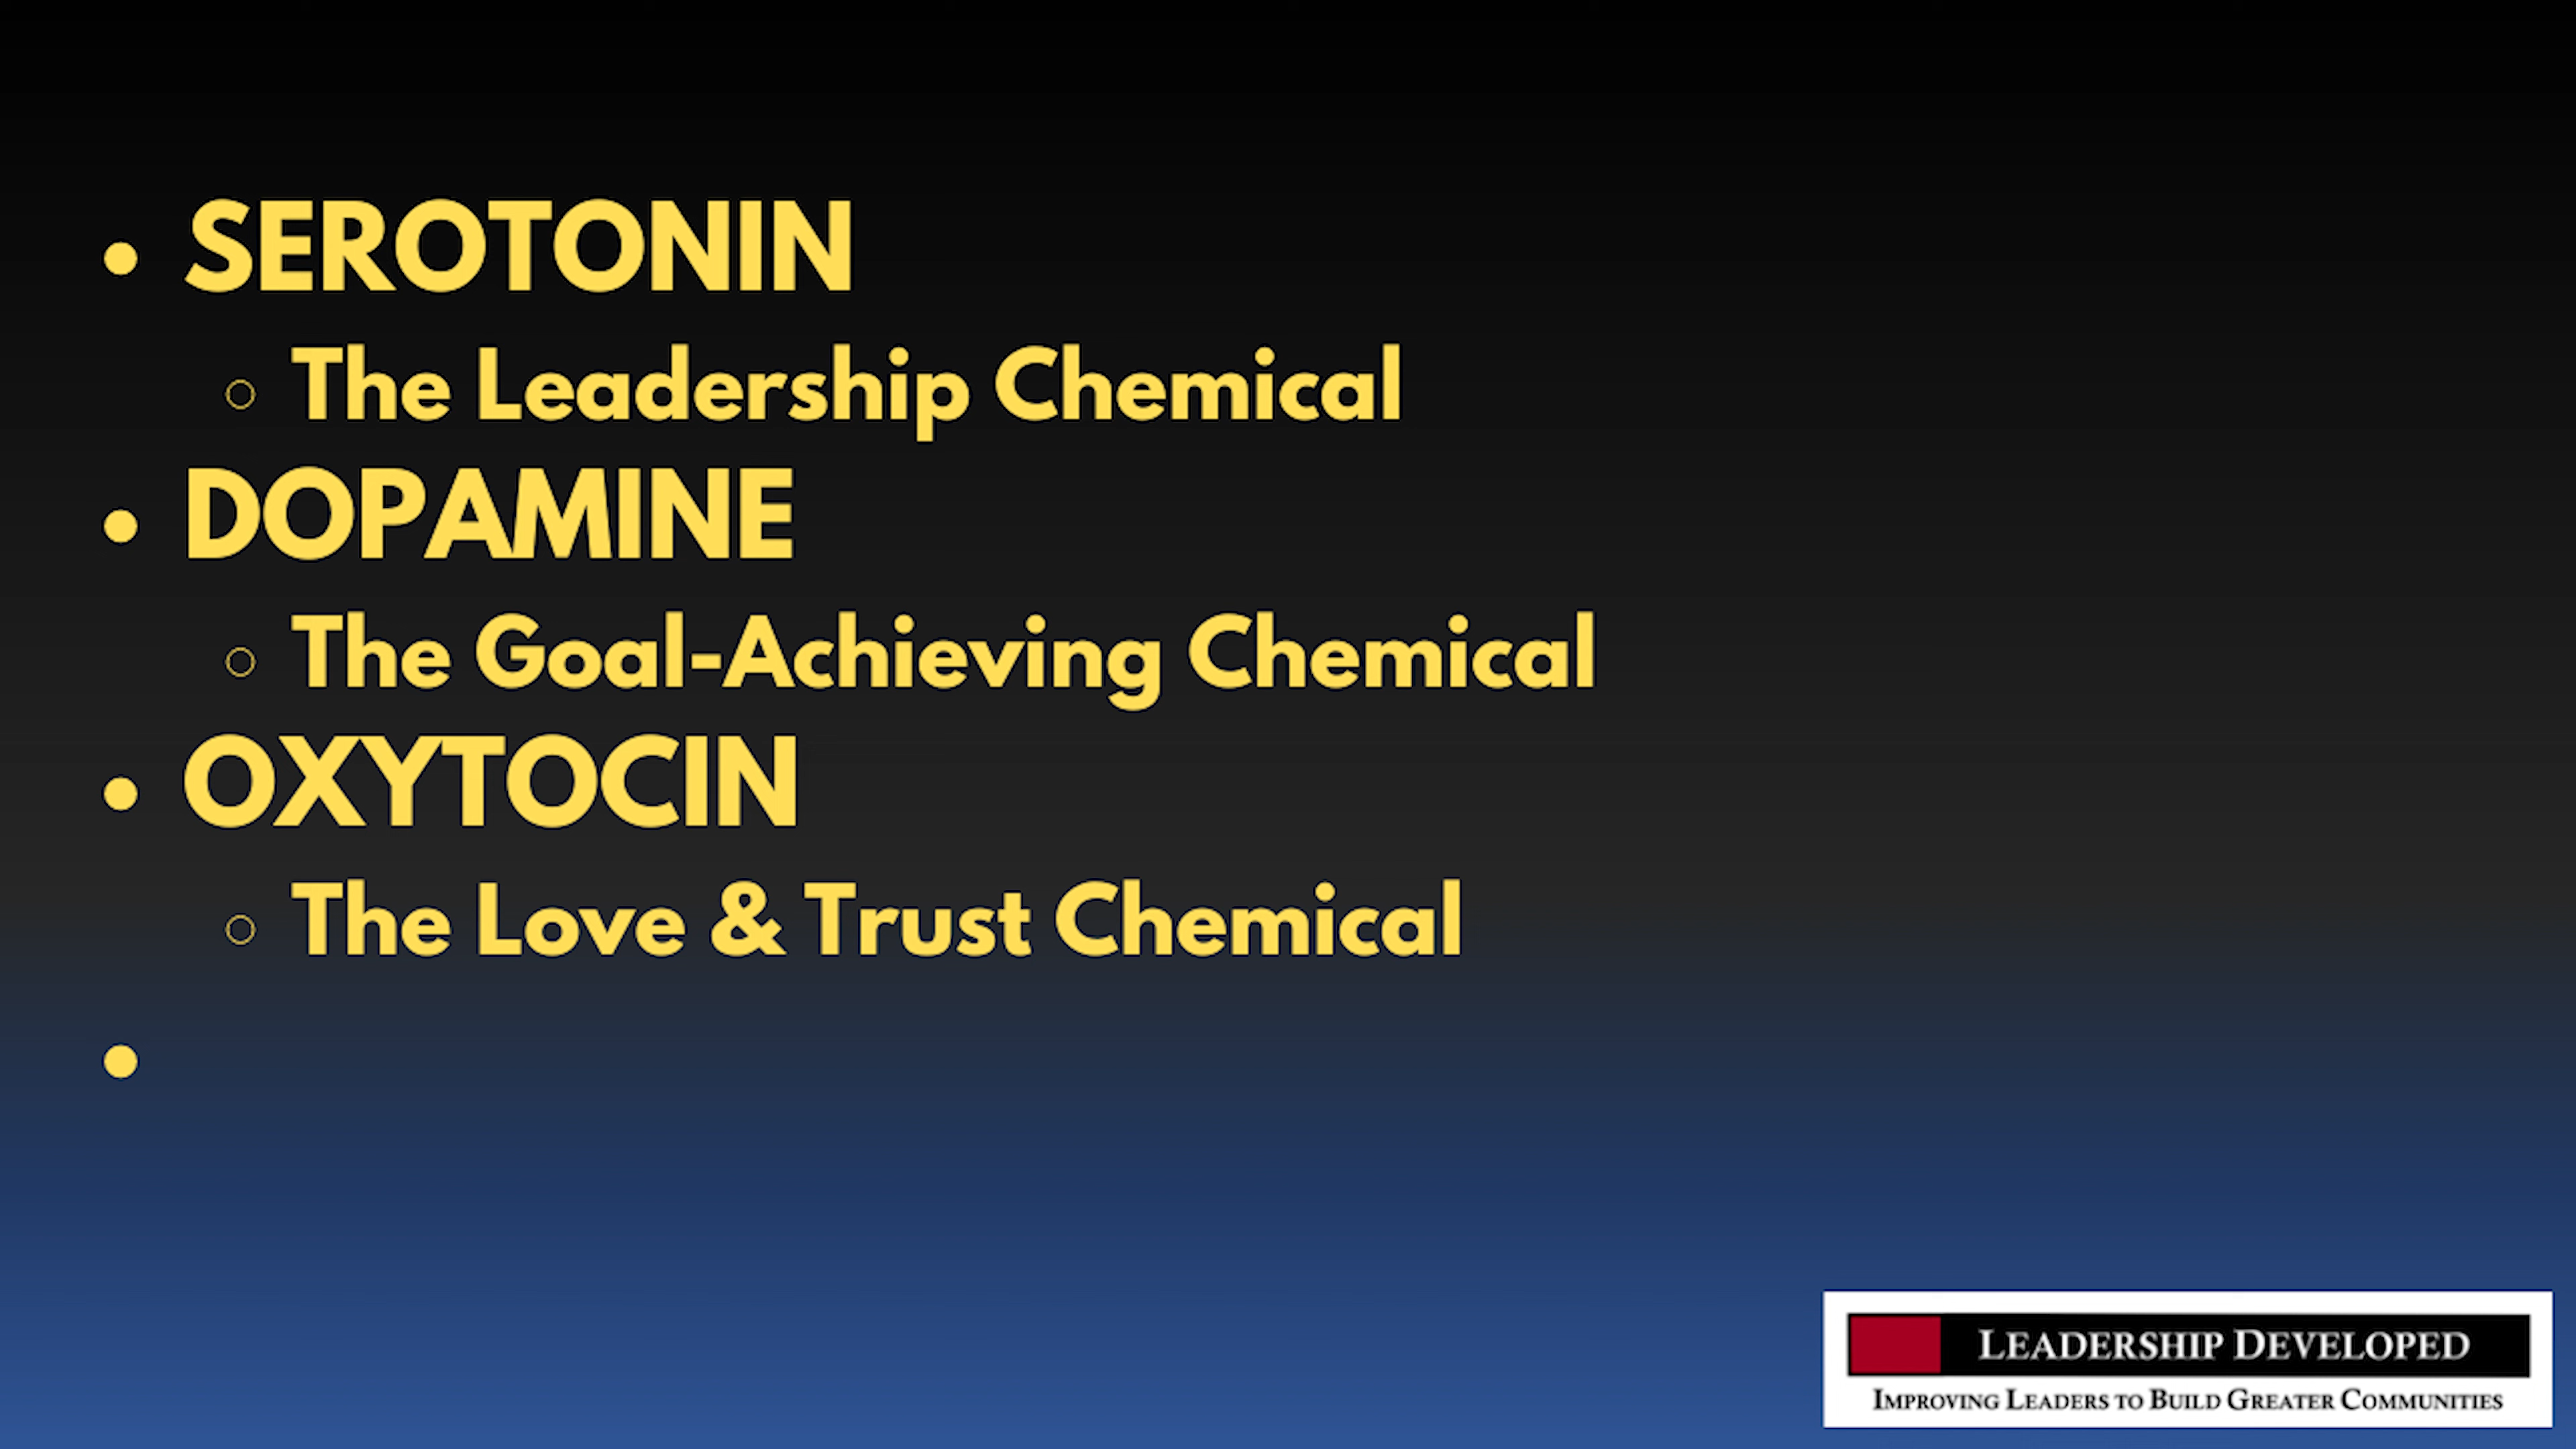 • SEROTONIN
○ The Leadership Chemical
• DOPAMINE
○ The Goal-Achieving Chemical
• OXYTOCIN
○ The Love & Trust Chemical
•
LEADERSHIP DEVELOPED
IMPROVING LEADERS TO BUILD GREATER COMMUNITIES